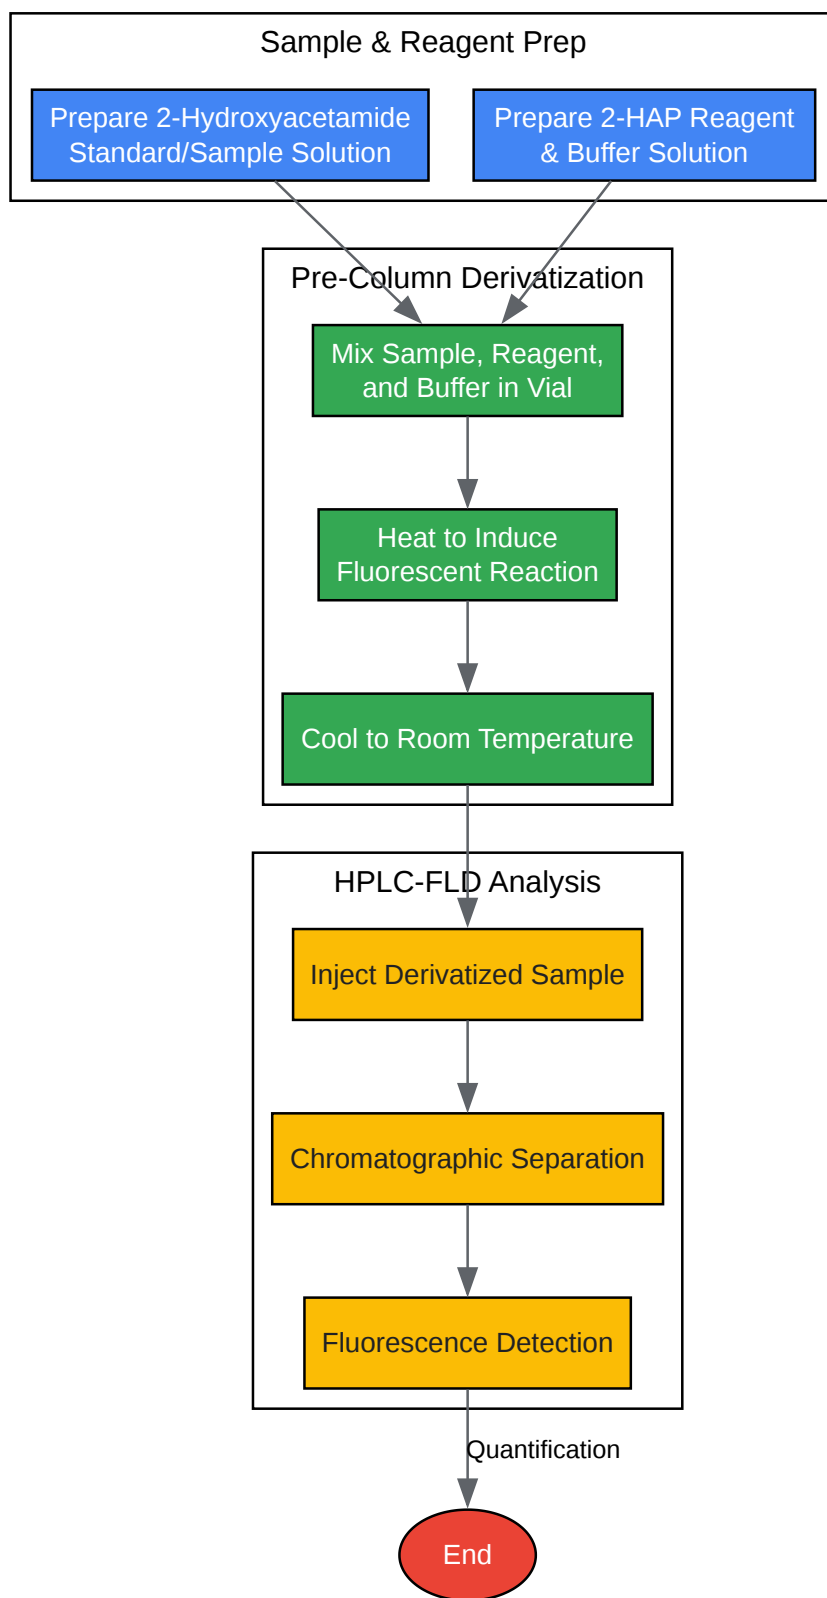 Sample & Reagent Prep
Prepare 2-Hydroxyacetamide
Standard/Sample Solution
Prepare 2-HAP Reagent
& Buffer Solution
Pre-Column Derivatization
Mix Sample, Reagent,
and Buffer in Vial
Heat to Induce
Fluorescent Reaction
Cool to Room Temperature
HPLC-FLD Analysis
Inject Derivatized Sample
Chromatographic Separation
Fluorescence Detection
Quantification
End